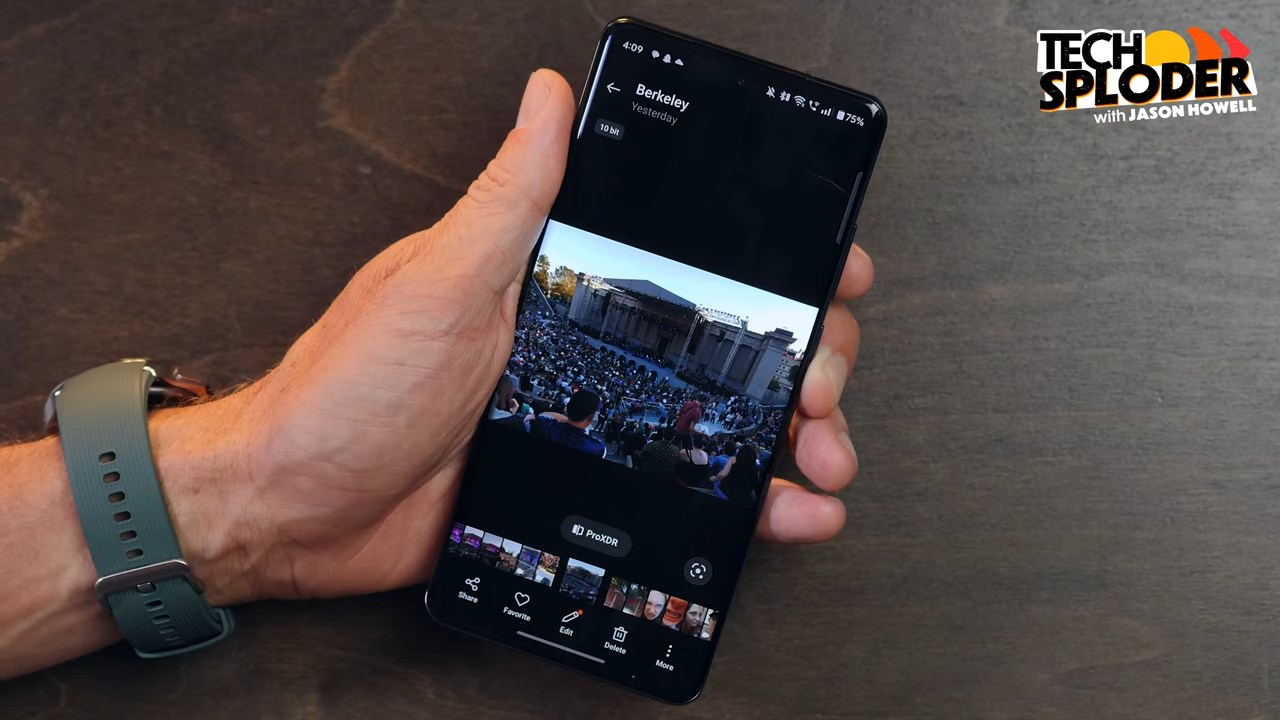 4:09
75%
Berkeley
Yesterday
10 bit
ProXDR
Share
Favorite
Edit
Delete
More
TECH
SPLODER
with JASON HOWELL